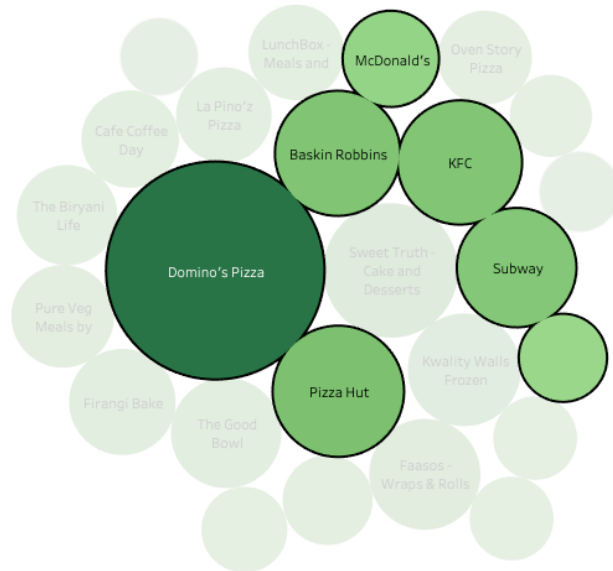 LunchBox -
Meals and
McDonald's
Oven Story
Pizza
La Pino'z
Pizza
Cafe Coffee
Day
Baskin Robbins
KFC
The Biryani
Life
Domino's Pizza
Sweet Truth -
Cake and
Desserts
Subway
Pure Veg
Meals by
Kwality Walls
Frozen
Firangi Bake
Pizza Hut
The Good
Bowl
Faasos -
Wraps & Rolls